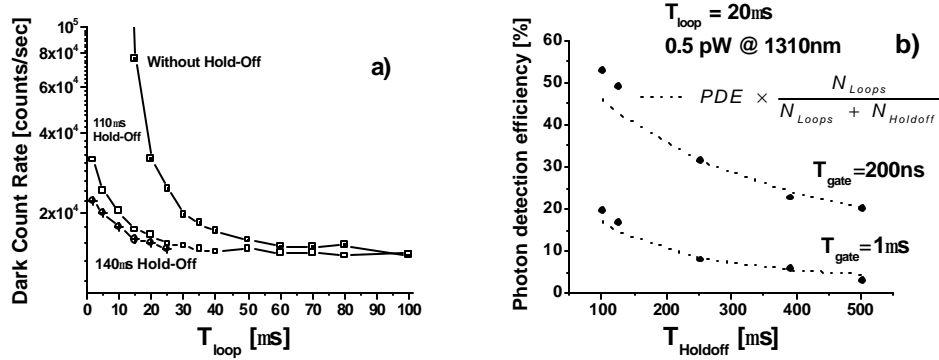 a)
Dark Count Rate [counts/sec]
10⁵
8x10⁴
6x10⁴
4x10⁴
2x10⁴
Without Hold-Off
110ms
Hold-Off
140ms Hold-Off
0 10 20 30 40 50 60 70 80 90 100
T_loop [ms]
T_loop = 20ms
0.5 pW @ 1310nm
b)
Photon detection efficiency [%]
60
50
40
30
20
10
0
PDE × N_Loops / (N_Loops + N_Holdoff)
T_gate=200ns
T_gate=1ms
100 200 300 400 500
T_Holdoff [ms]